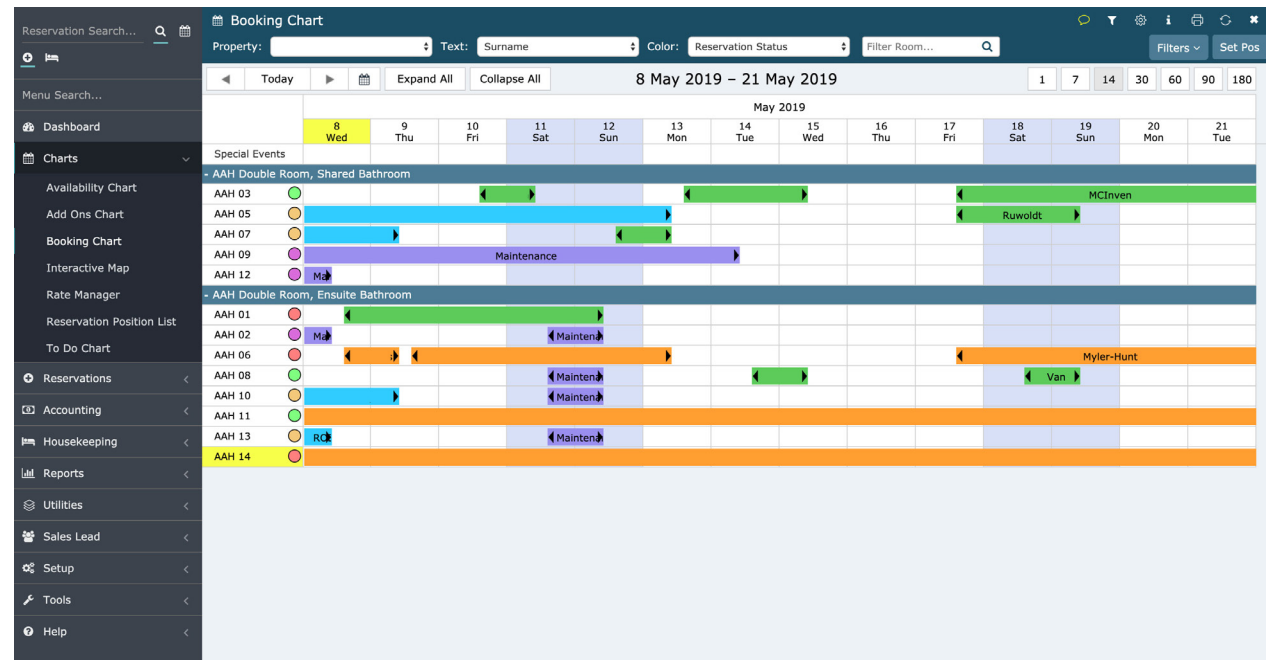 Reservation Search...
Menu Search...
Dashboard
Charts
Availability Chart
Add Ons Chart
Booking Chart
Interactive Map
Rate Manager
Reservation Position List
To Do Chart
Reservations
Accounting
Housekeeping
Reports
Utilities
Sales Lead
Setup
Tools
Help
Booking Chart
Property: Text: Surname Color: Reservation Status Filter Room... Filters Set Pos
Today Expand All Collapse All 8 May 2019 – 21 May 2019 1 7 14 30 60 90 180
May 2019
8 9 10 11 12 13 14 15 16 17 18 19 20 21
Wed Thu Fri Sat Sun Mon Tue Wed Thu Fri Sat Sun Mon Tue
Special Events
- AAH Double Room, Shared Bathroom
AAH 03 MCInven
AAH 05 Ruwoldt
AAH 07
AAH 09 Maintenance
AAH 12 Ma
- AAH Double Room, Ensuite Bathroom
AAH 01
AAH 02 Ma Maintena
AAH 06 Myler-Hunt
AAH 08 Maintena Van
AAH 10 Maintena
AAH 11
AAH 13 Maintena
AAH 14